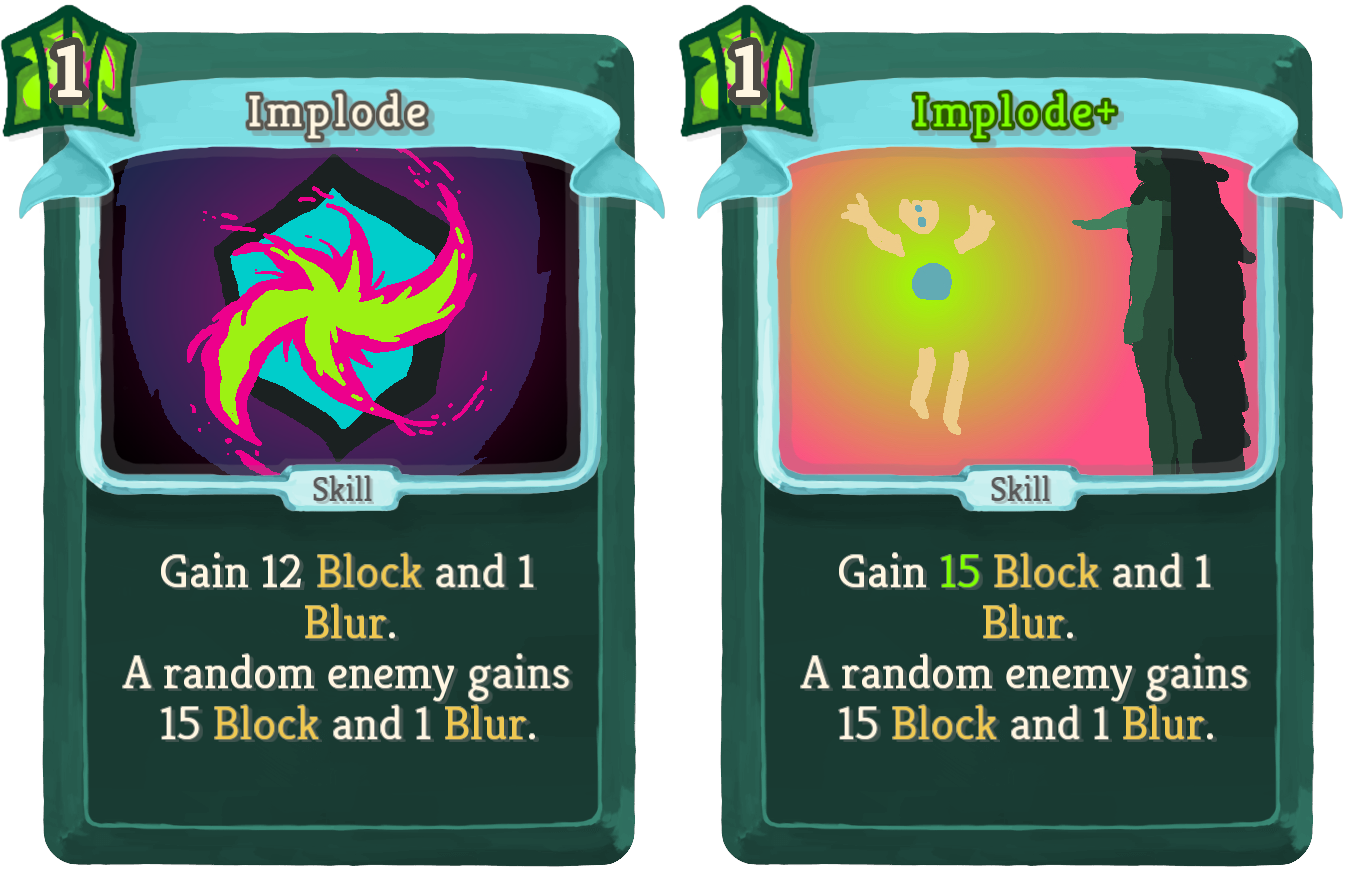 1
Implode
Skill
Gain 12 Block and 1
Blur.
A random enemy gains
15 Block and 1 Blur.
1
Implode+
Skill
Gain 15 Block and 1
Blur.
A random enemy gains
15 Block and 1 Blur.